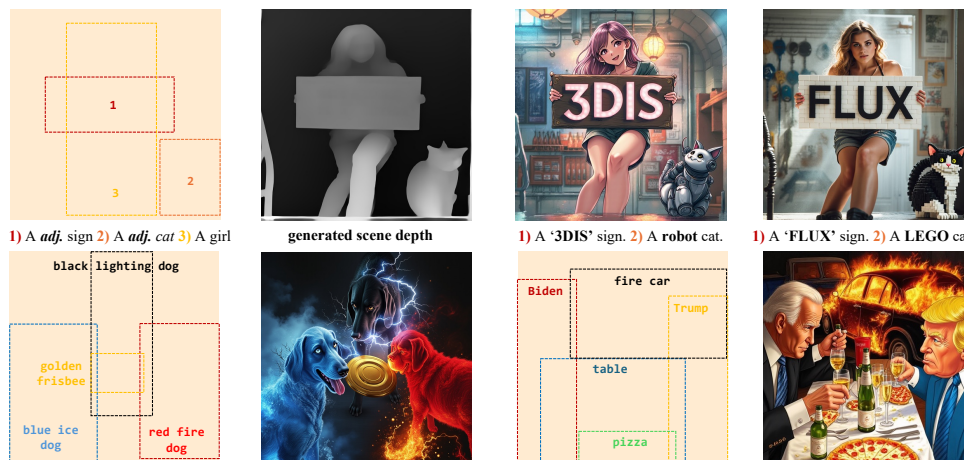 1
3
2
3DIS
FLUX
1) A adj. sign 2) A adj. cat 3) A girl
generated scene depth
1) A ‘3DIS’ sign. 2) A robot cat.
1) A ‘FLUX’ sign. 2) A LEGO ca
black lighting dog
golden
frisbee
blue ice
dog
red fire
dog
Biden
fire car
Trump
table
pizza